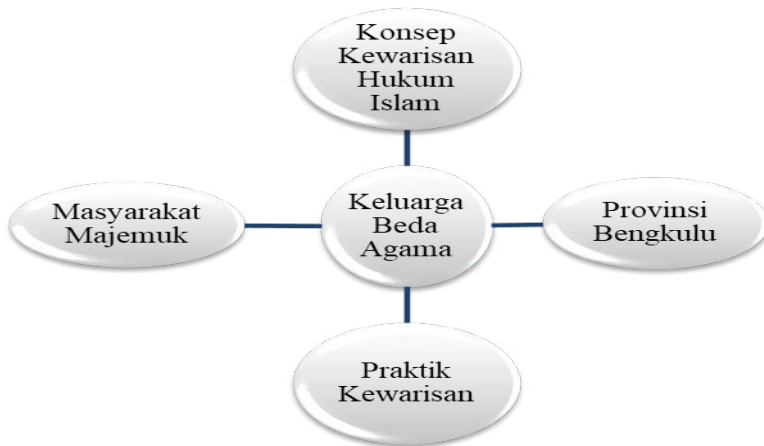 Konsep
Kewarisan
Hukum
Islam
Masyarakat
Majemuk
Keluarga
Beda
Agama
Provinsi
Bengkulu
Praktik
Kewarisan